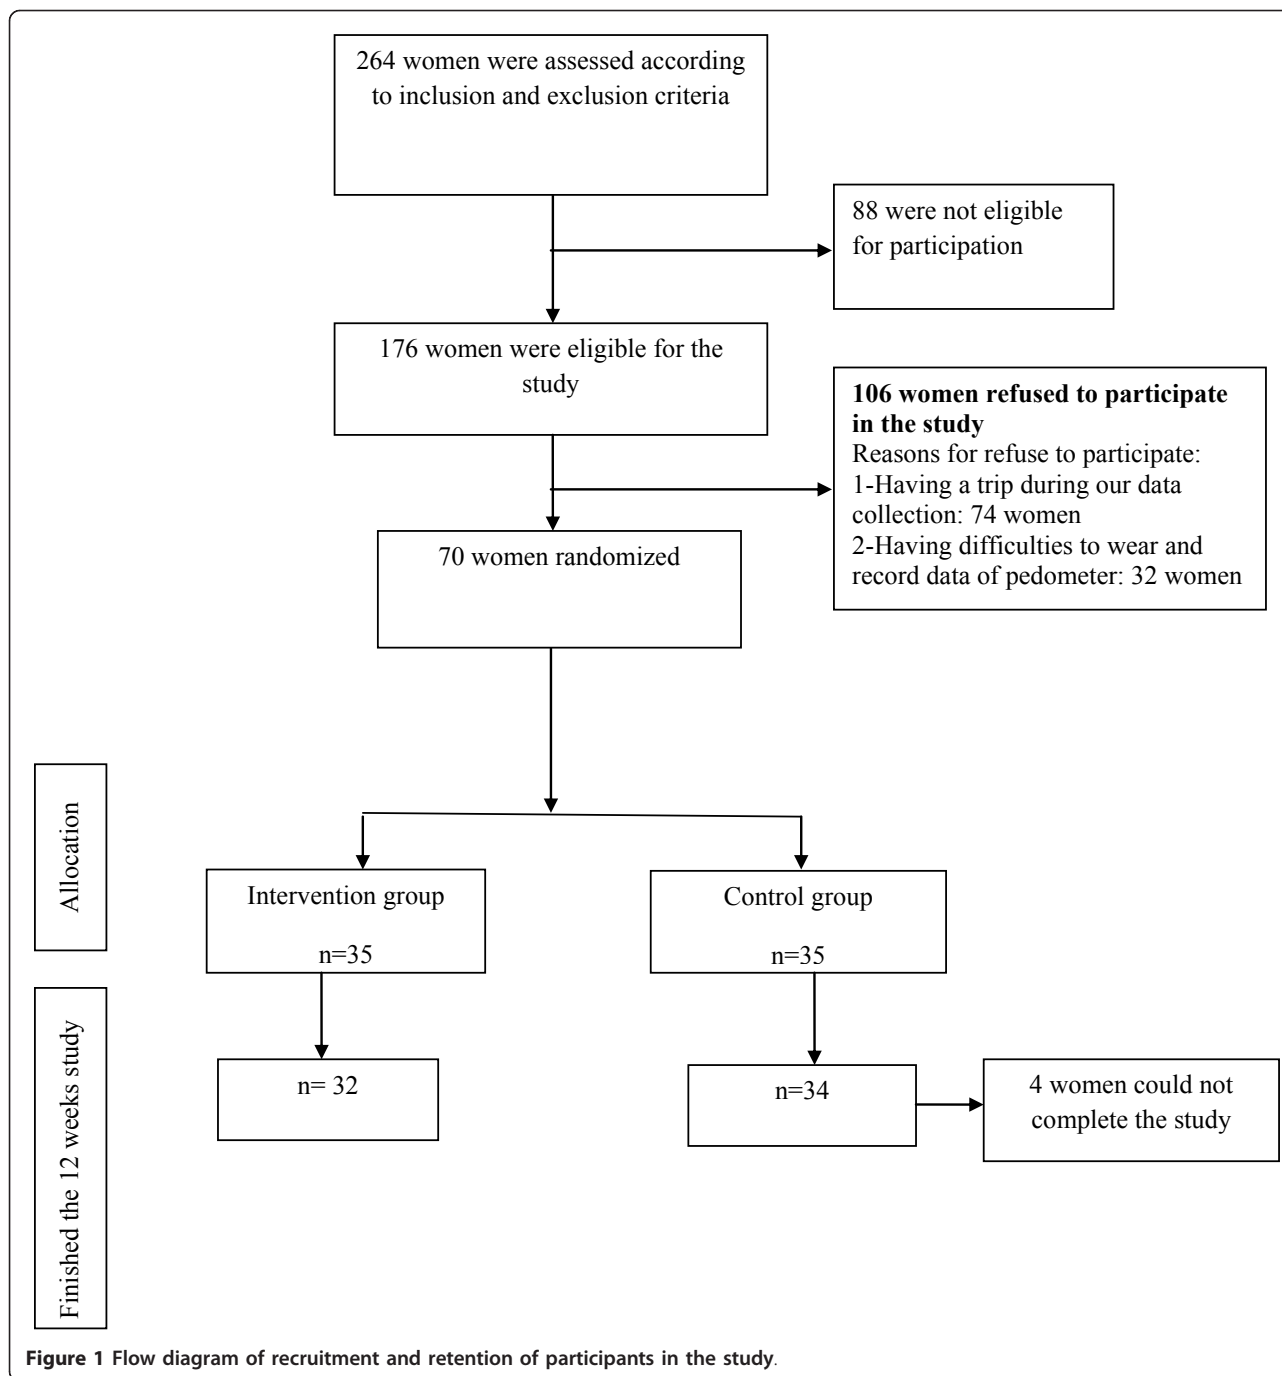 264 women were assessed according
to inclusion and exclusion criteria
88 were not eligible
for participation
176 women were eligible for the
study
106 women refused to participate
in the study
Reasons for refuse to participate:
1-Having a trip during our data
collection: 74 women
2-Having difficulties to wear and
record data of pedometer: 32 women
70 women randomized
Allocation
Intervention group
n=35
Control group
n=35
Finished the 12 weeks study
n= 32
n=34
4 women could not
complete the study
Figure 1 Flow diagram of recruitment and retention of participants in the study.